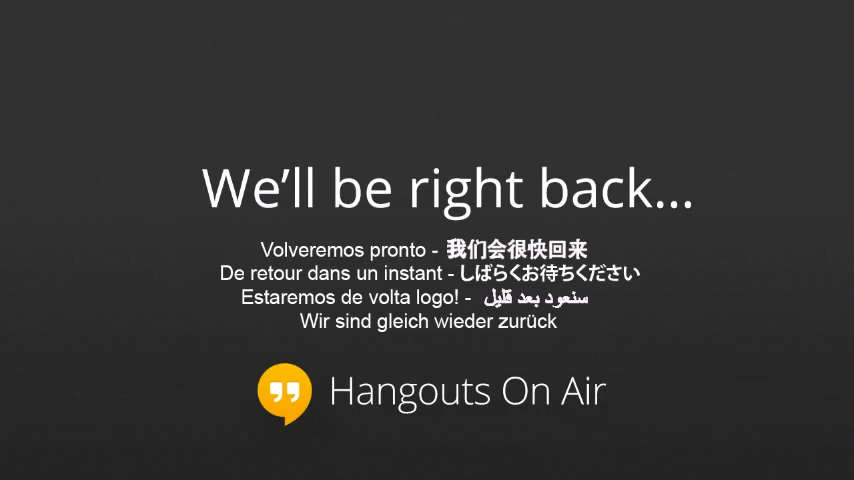 We'll be right back...
Volveremos pronto - 我们会很快回来
De retour dans un instant - しばらくお待ちください
Estaremos de volta logo! - سنعود بعد قليل
Wir sind gleich wieder zurück
Hangouts On Air